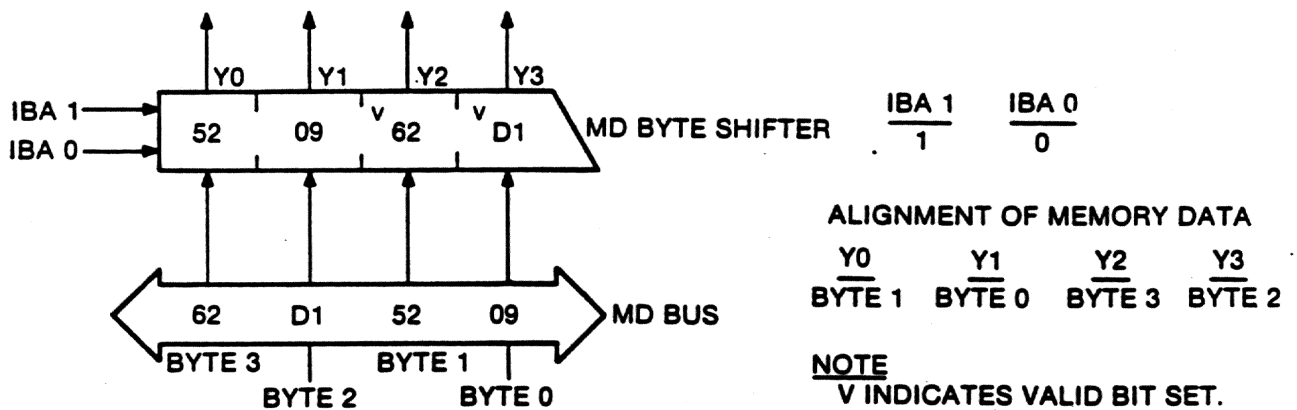 Y0 Y1 Y2 Y3
IBA 1
IBA 0
52 09 V 62 V D1
MD BYTE SHIFTER
IBA 1 IBA 0
1 0
ALIGNMENT OF MEMORY DATA
Y0 Y1 Y2 Y3
BYTE 1 BYTE 0 BYTE 3 BYTE 2
62 D1 52 09
MD BUS
BYTE 3 BYTE 1
BYTE 2 BYTE 0
NOTE
V INDICATES VALID BIT SET.